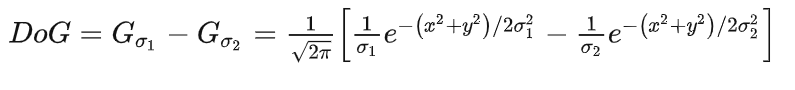 DoG = G_{σ_1} − G_{σ_2} = \frac{1}{\sqrt{2π}} \left[ \frac{1}{σ_1} e^{−(x^2+y^2)/2σ_1^2} − \frac{1}{σ_2} e^{−(x^2+y^2)/2σ_2^2} \right]